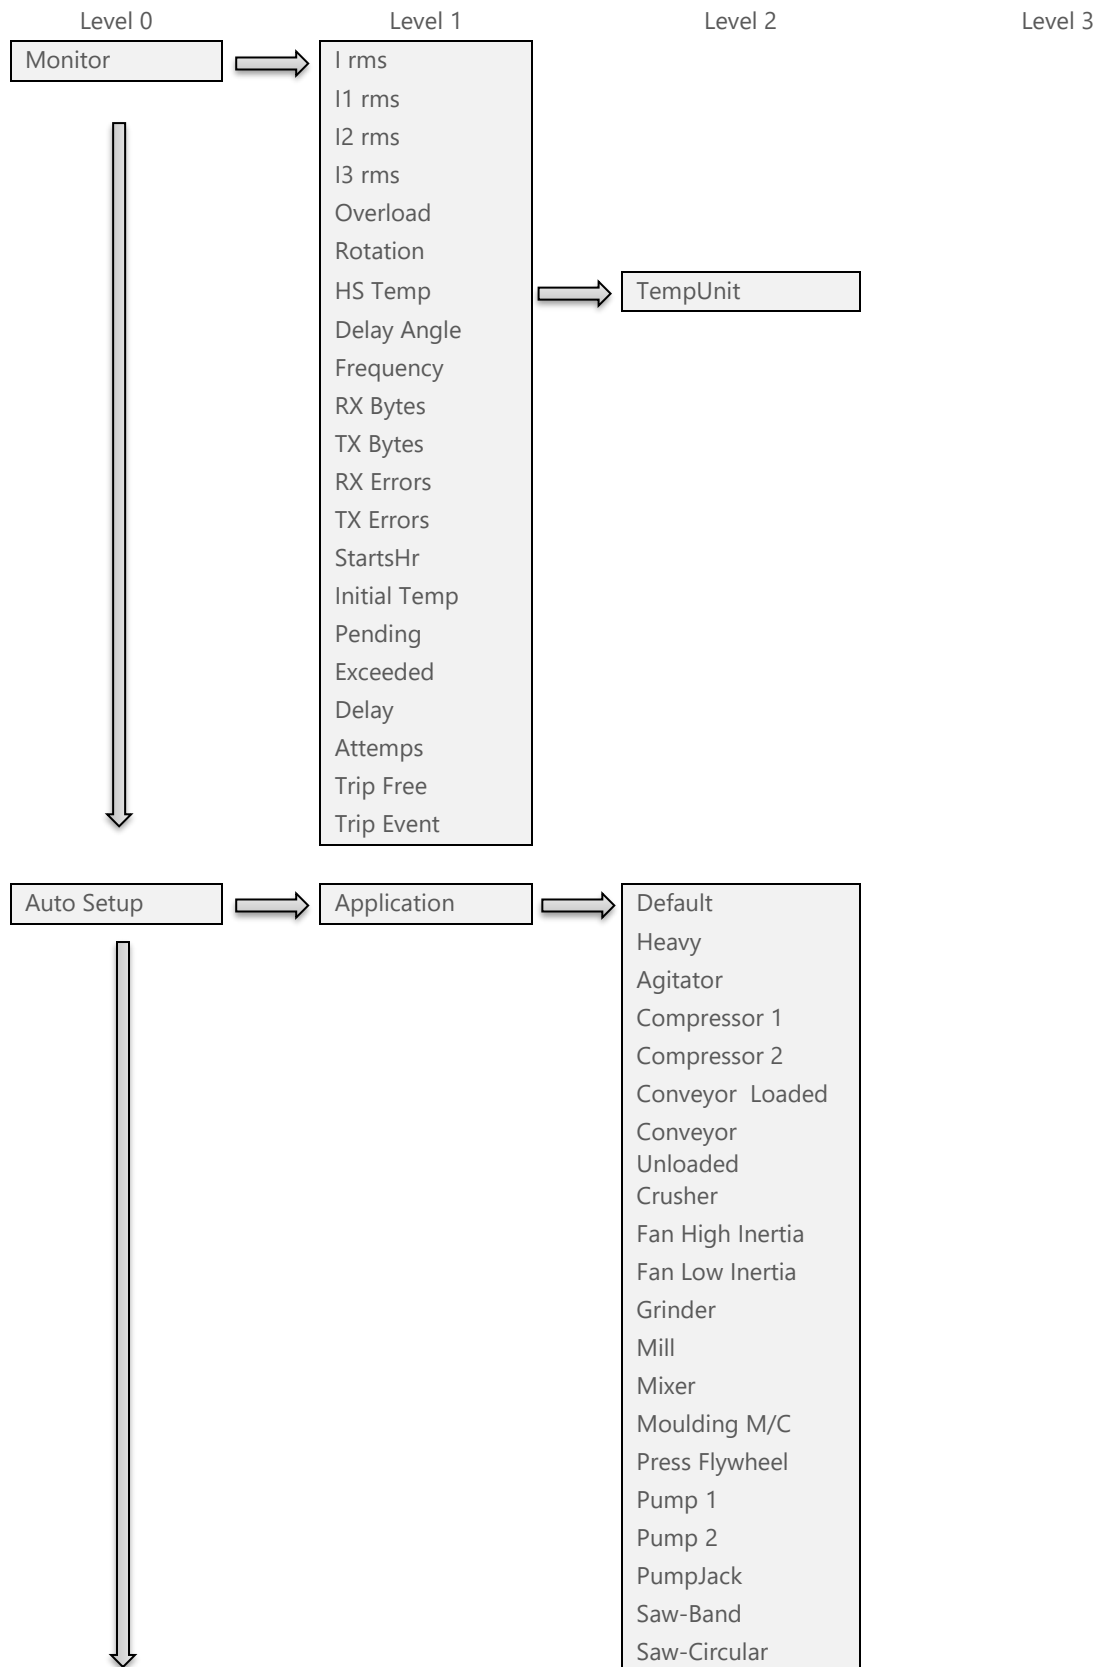 Level 0
Level 1
Level 2
Level 3
Monitor
I rms
I1 rms
I2 rms
I3 rms
Overload
Rotation
HS Temp
TempUnit
Delay Angle
Frequency
RX Bytes
TX Bytes
RX Errors
TX Errors
StartsHr
Initial Temp
Pending
Exceeded
Delay
Attemps
Trip Free
Trip Event
Auto Setup
Application
Default
Heavy
Agitator
Compressor 1
Compressor 2
Conveyor  Loaded
Conveyor
Unloaded
Crusher
Fan High Inertia
Fan Low Inertia
Grinder
Mill
Mixer
Moulding M/C
Press Flywheel
Pump 1
Pump 2
PumpJack
Saw-Band
Saw-Circular